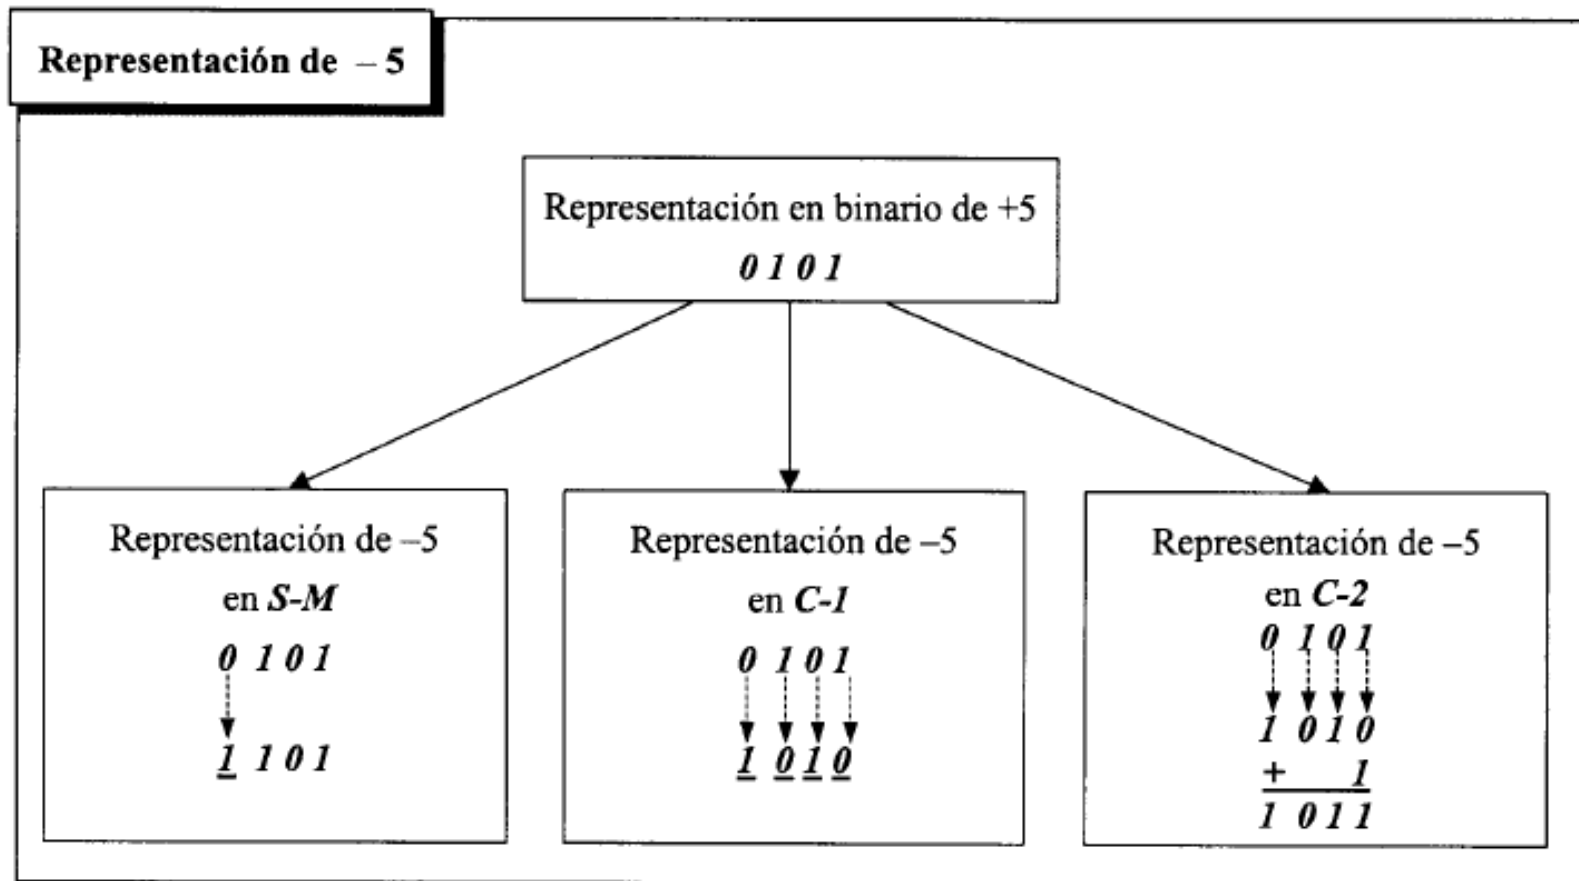 Representación de – 5
Representación en binario de +5
0 1 0 1
Representación de –5
en S-M
0 1 0 1
1 1 0 1
Representación de –5
en C-1
0 1 0 1
1 0 1 0
Representación de –5
en C-2
0 1 0 1
1 0 1 0
+ 1
1 0 1 1